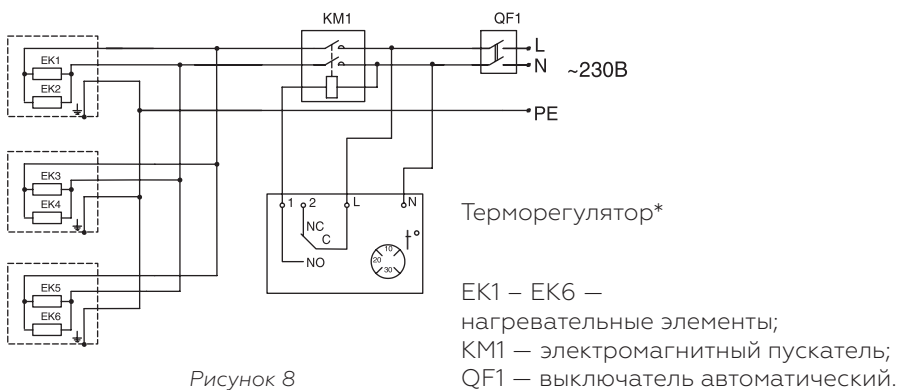 KM1 QF1
L
N
~230В
PE
EK1
EK2
EK3
EK4
EK5
EK6
1 2 L N
NC
C
NO
10
20
30
°
Терморегулятор*
EK1 – EK6 —
нагревательные элементы;
KM1 — электромагнитный пускатель;
QF1 — выключатель автоматический.
Рисунок 8